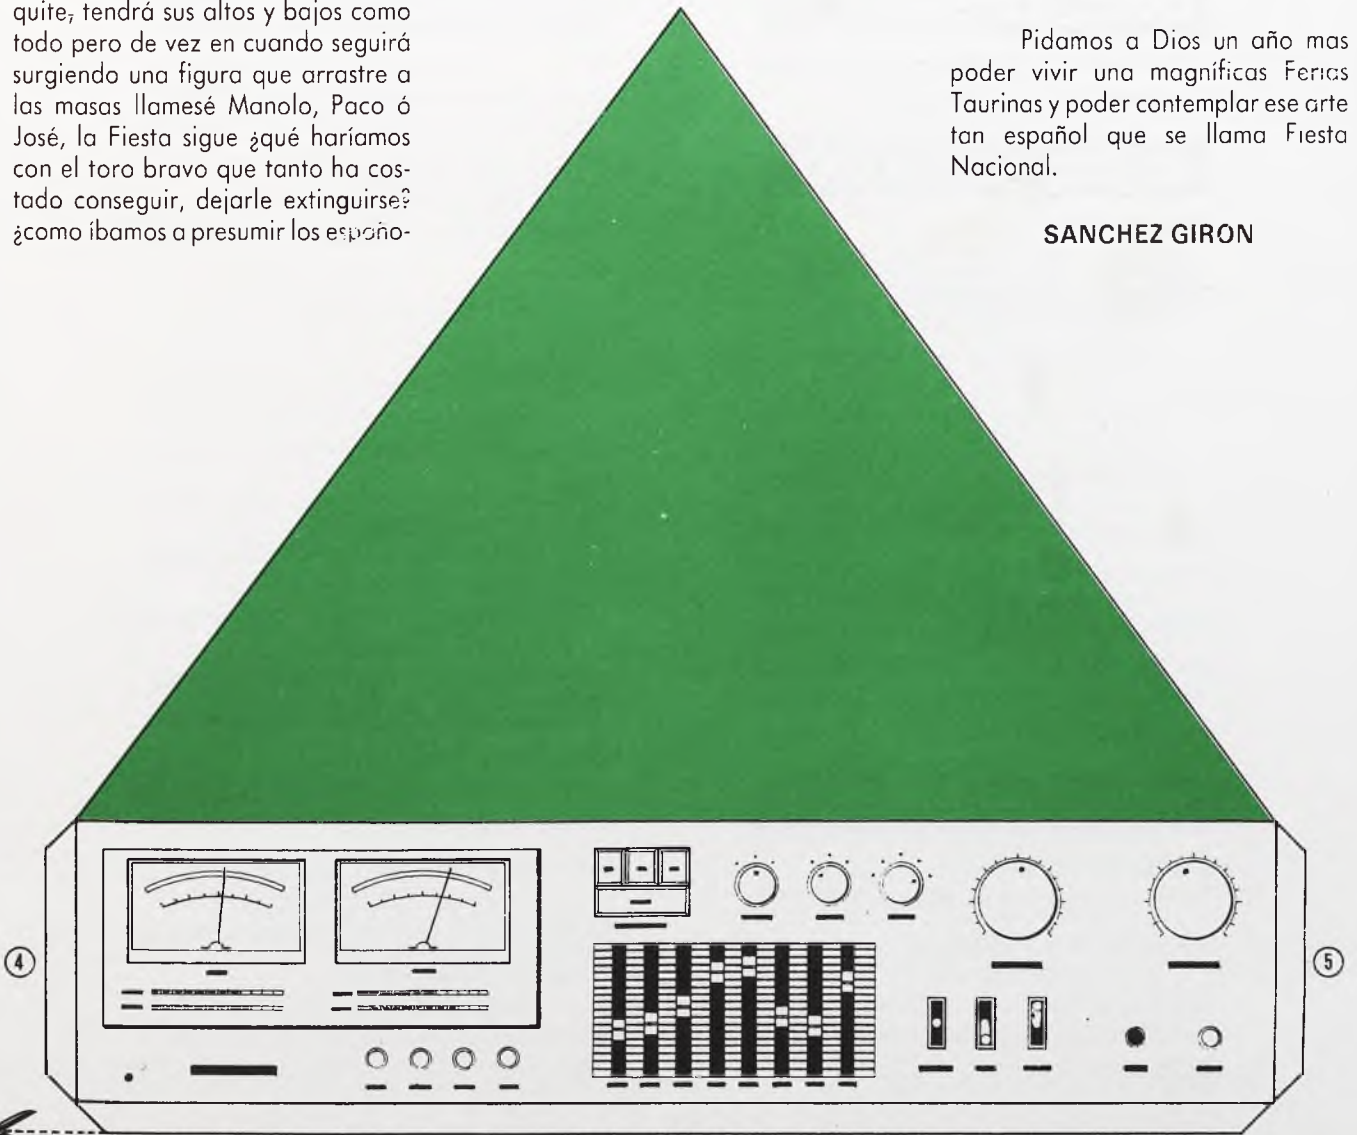 quite, tendrá sus altos y bajos como
todo pero de vez en cuando seguirá
surgiendo una figura que arrastre a
las masas llamesé Manolo, Paco ó
José, la Fiesta sigue ¿qué haríamos
con el toro bravo que tanto ha cos-
tado conseguir, dejarle extinguirse?
¿como íbamos a presumir los españo-
Pidamos a Dios un año mas
poder vivir una magníficas Ferias
Taurinas y poder contemplar ese arte
tan español que se llama Fiesta
Nacional.
SANCHEZ GIRON
4
5